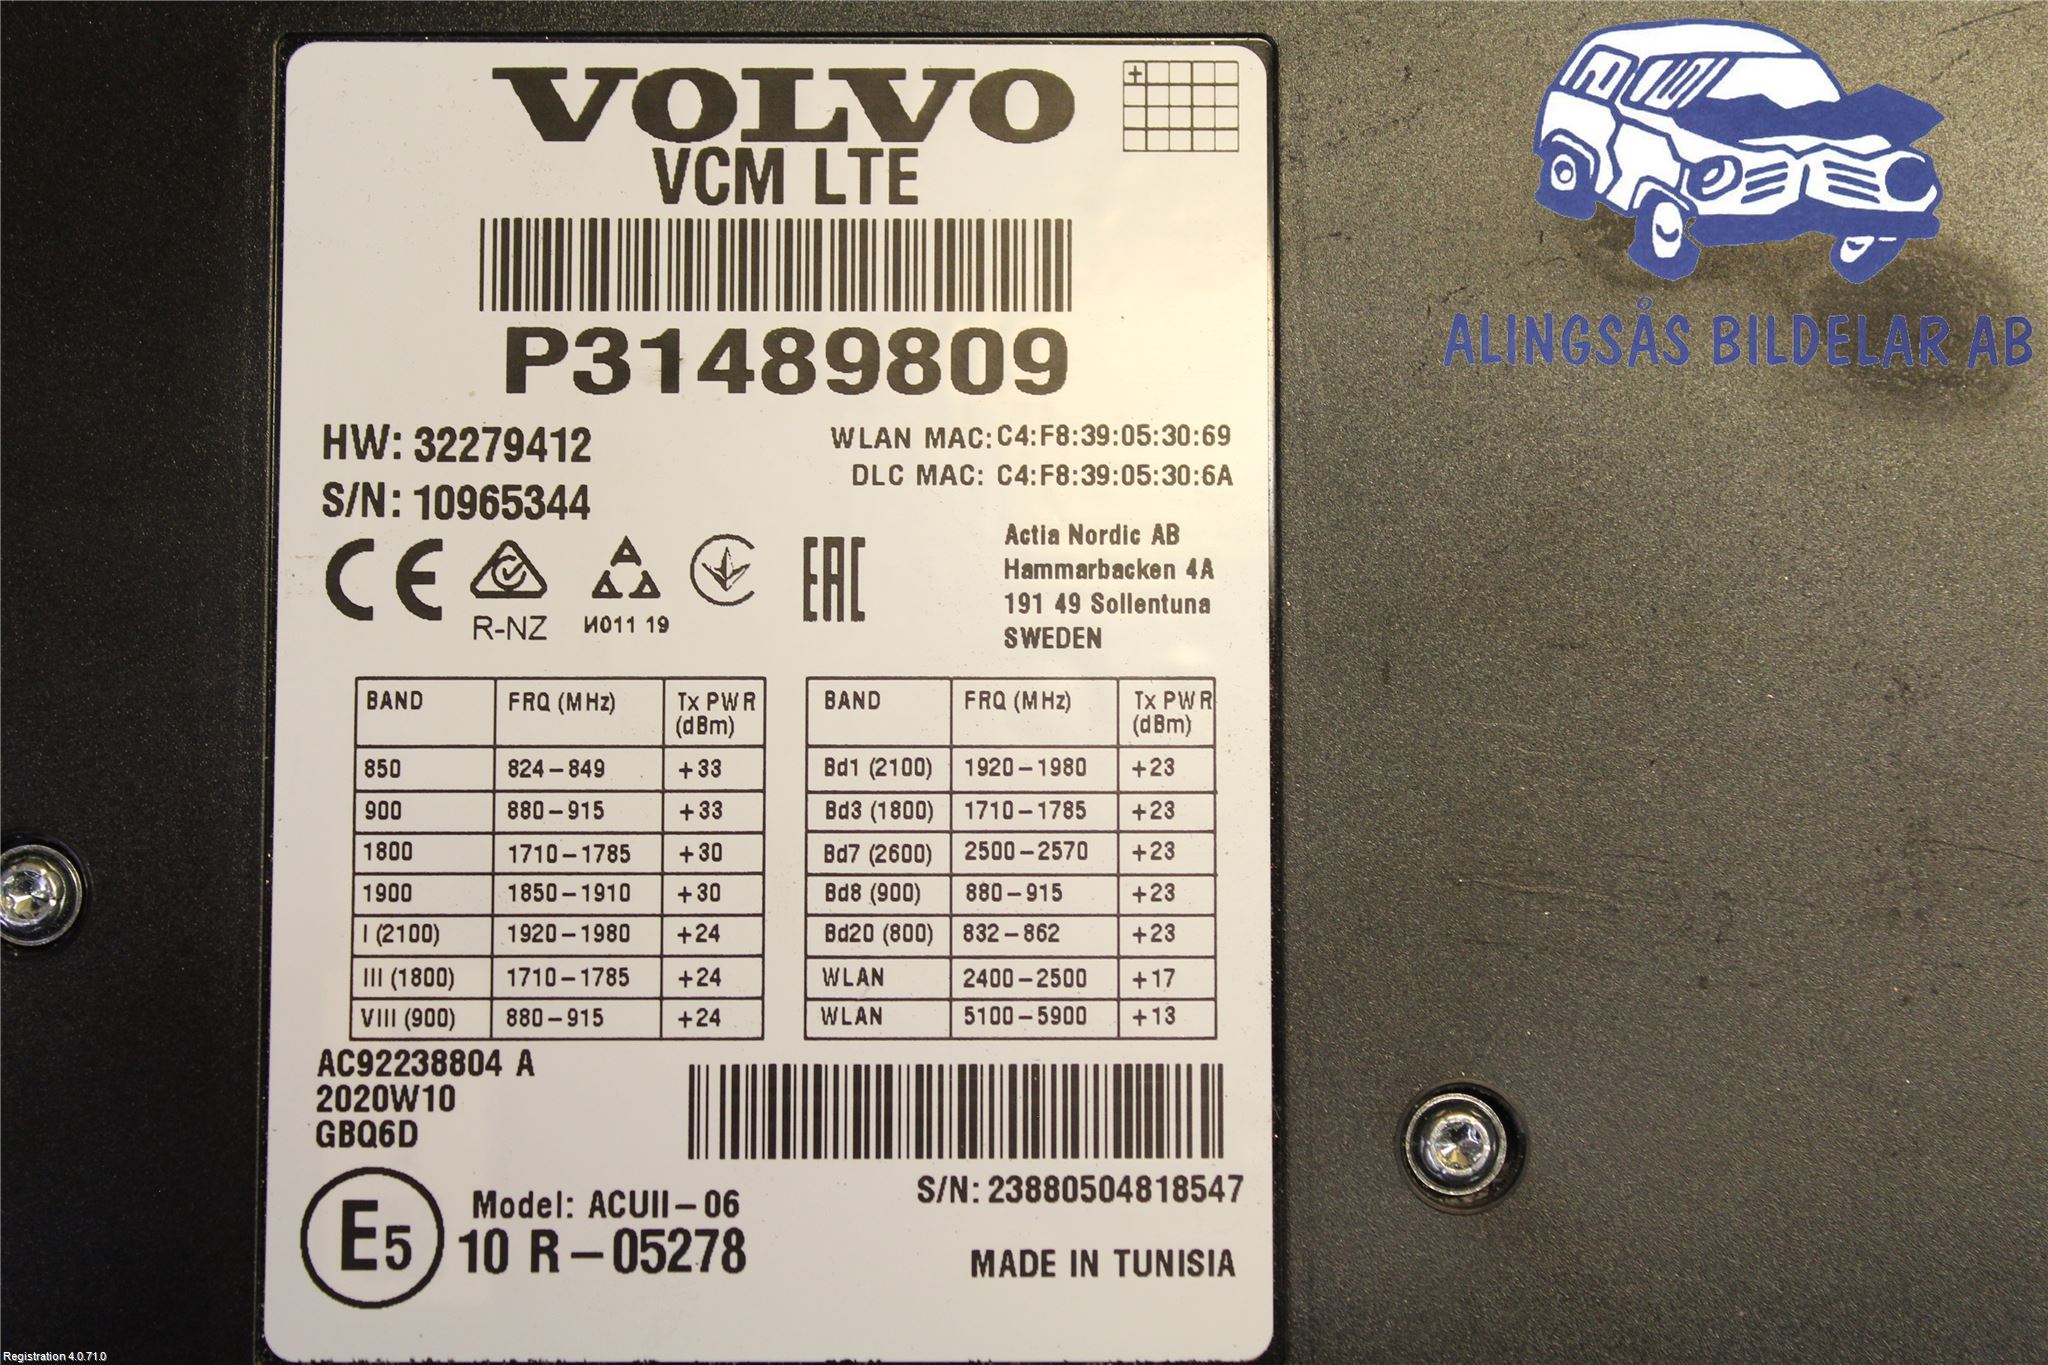 VOLVO
VCM LTE
P31489809
HW: 32279412
S/N: 10965344
WLAN MAC: C4:F8:39:05:30:69
DLC MAC: C4:F8:39:05:30:6A
CE
R-NZ
И011 19
EAC
Actia Nordic AB
Hammarbacken 4A
191 49 Sollentuna
SWEDEN
BAND FRQ (MHz) Tx PWR (dBm)
850 824-849 +33
900 880-915 +33
1800 1710-1785 +30
1900 1850-1910 +30
I (2100) 1920-1980 +24
III (1800) 1710-1785 +24
VIII (900) 880-915 +24
BAND FRQ (MHz) Tx PWR (dBm)
Bd1 (2100) 1920-1980 +23
Bd3 (1800) 1710-1785 +23
Bd7 (2600) 2500-2570 +23
Bd8 (900) 880-915 +23
Bd20 (800) 832-862 +23
WLAN 2400-2500 +17
WLAN 5100-5900 +13
AC92238804 A
2020W10
GBQ6D
S/N: 23880504818547
E5
Model: ACUII-06
10 R-05278
MADE IN TUNISIA
ALINGSÅS BILDELAR AB
Registration 4.0.71.0